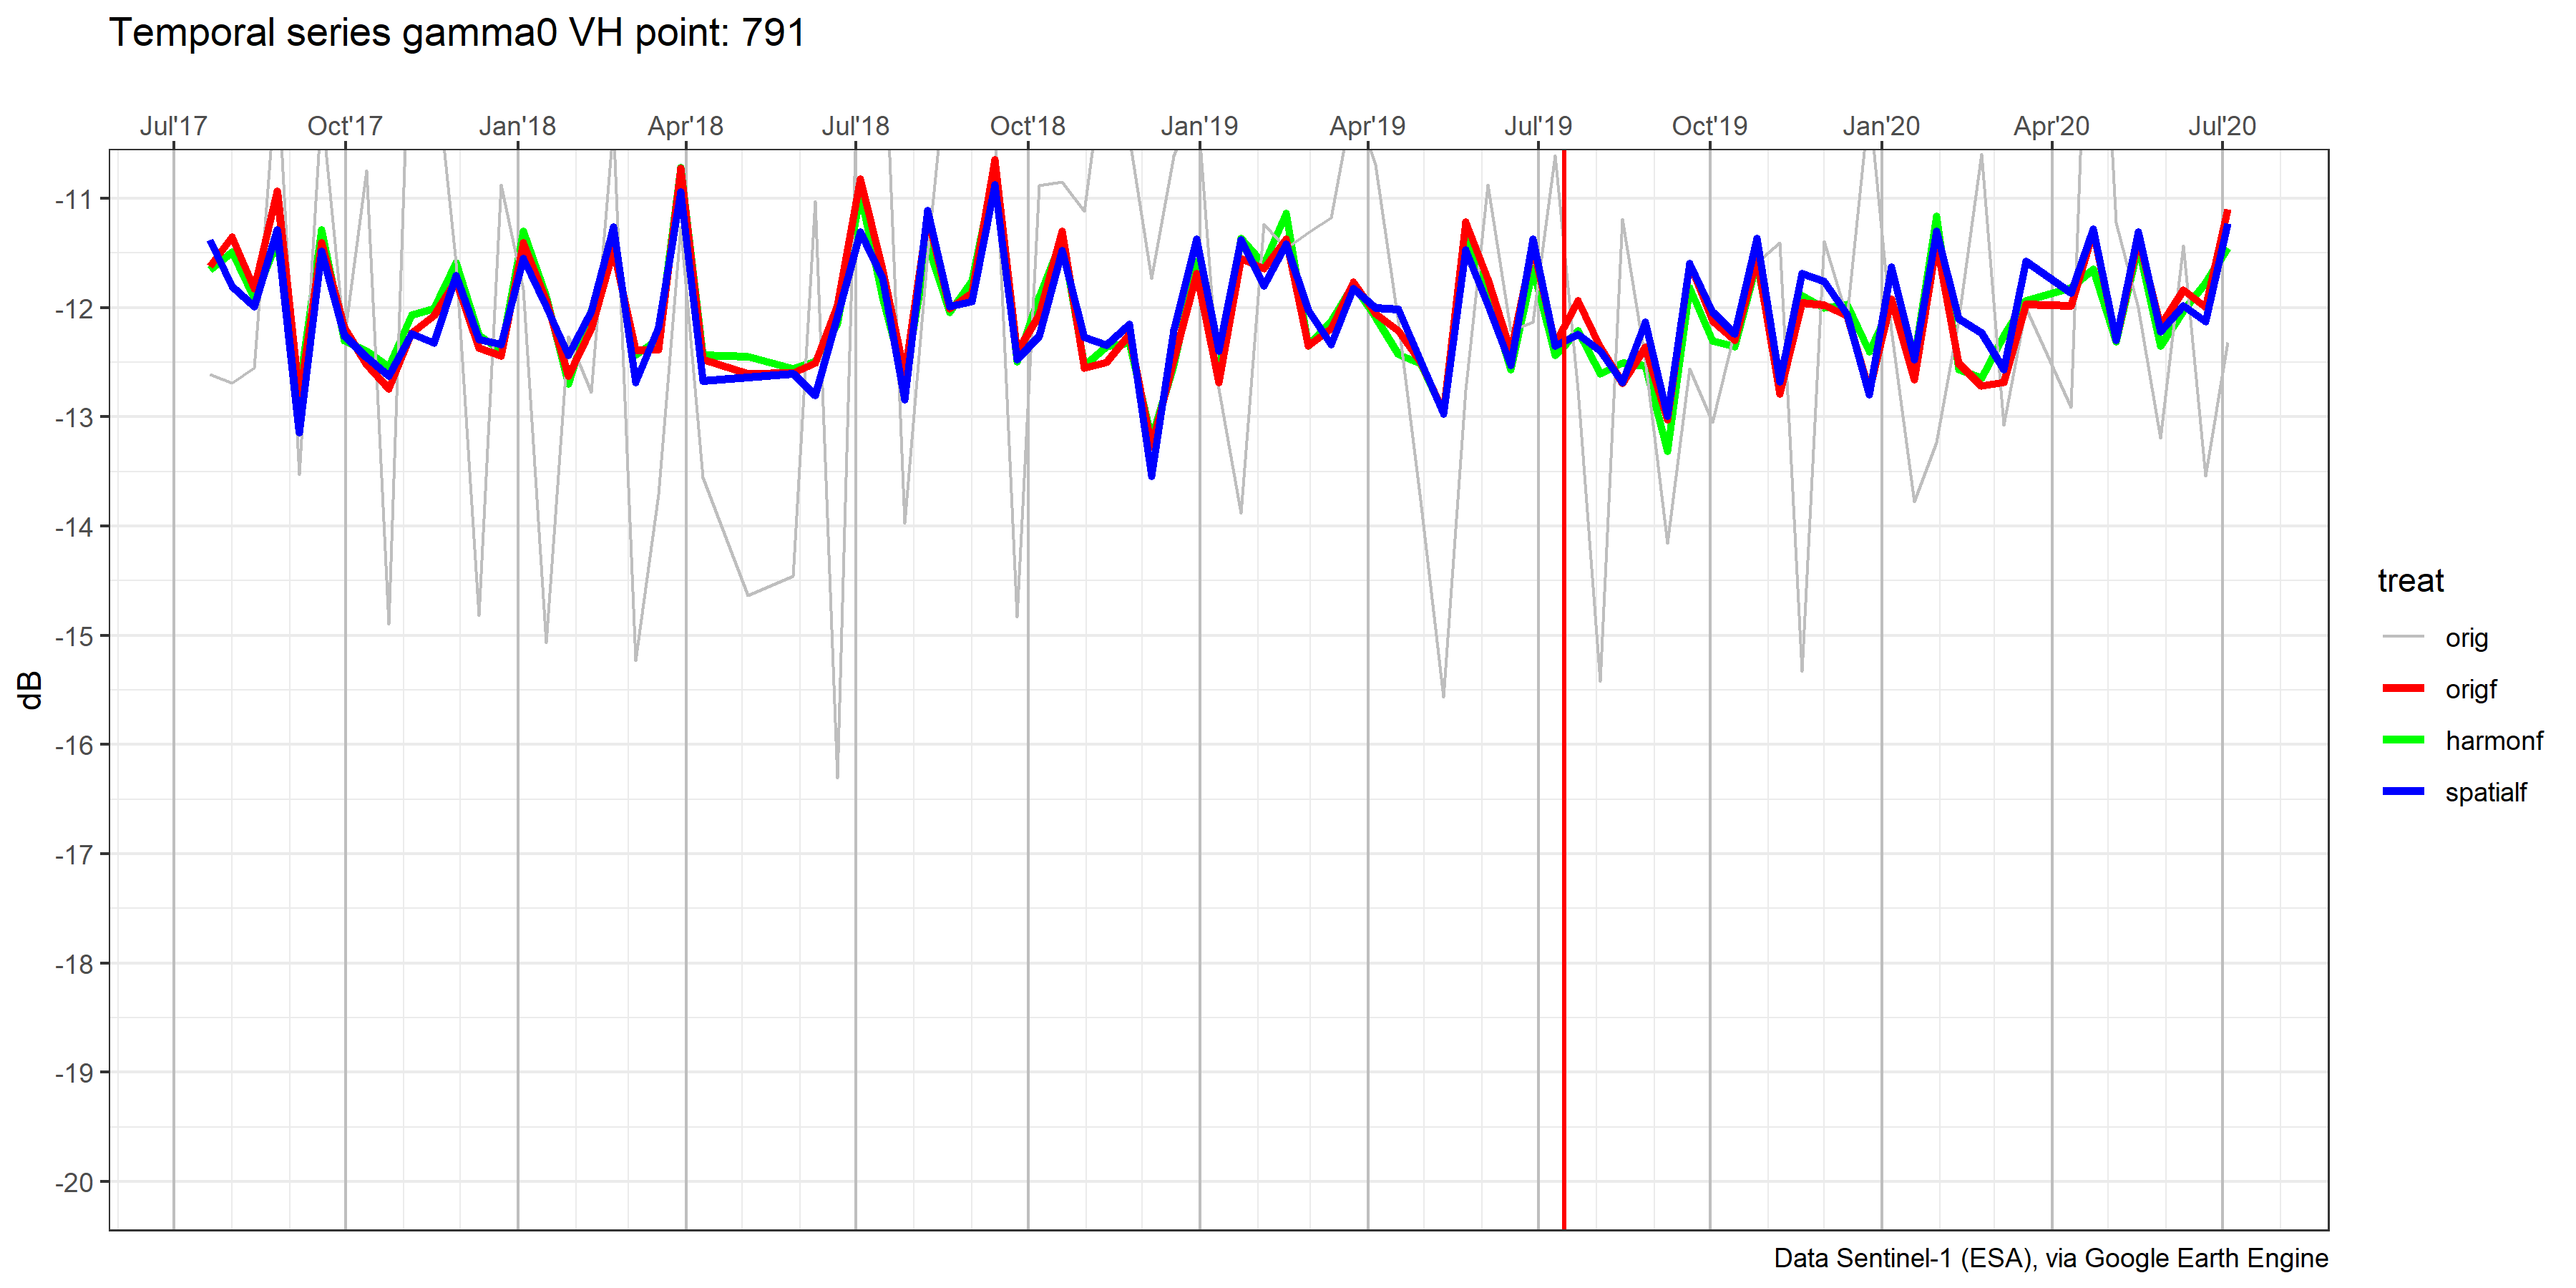 Temporal series gamma0 VH point: 791
Jul'17 Oct'17 Jan'18 Apr'18 Jul'18 Oct'18 Jan'19 Apr'19 Jul'19 Oct'19 Jan'20 Apr'20 Jul'20
-11
-12
-13
-14
-15
-16
-17
-18
-19
-20
dB
treat
orig
origf
harmonf
spatialf
Data Sentinel-1 (ESA), via Google Earth Engine